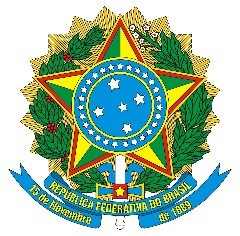 REPÚBLICA FEDERATIVA DO BRASIL
15 de Novembro
de 1889